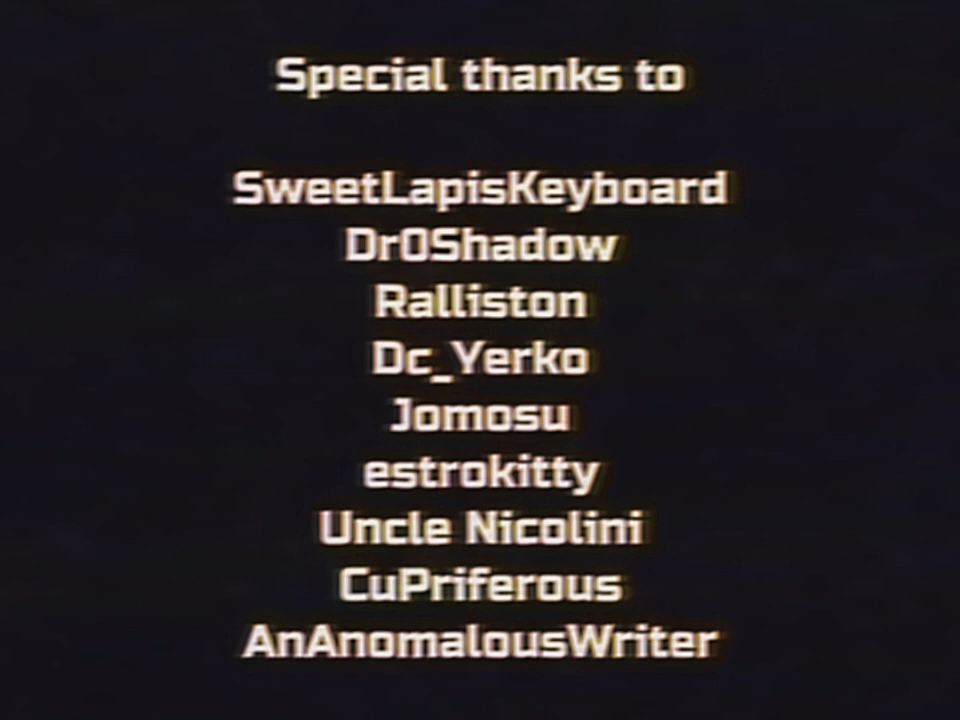 Special thanks to
SweetLapisKeyboard
Dr0Shadow
Ralliston
Dc_Yerko
Jomosu
estrokitty
Uncle Nicolini
CuPriferous
AnAnomalousWriter